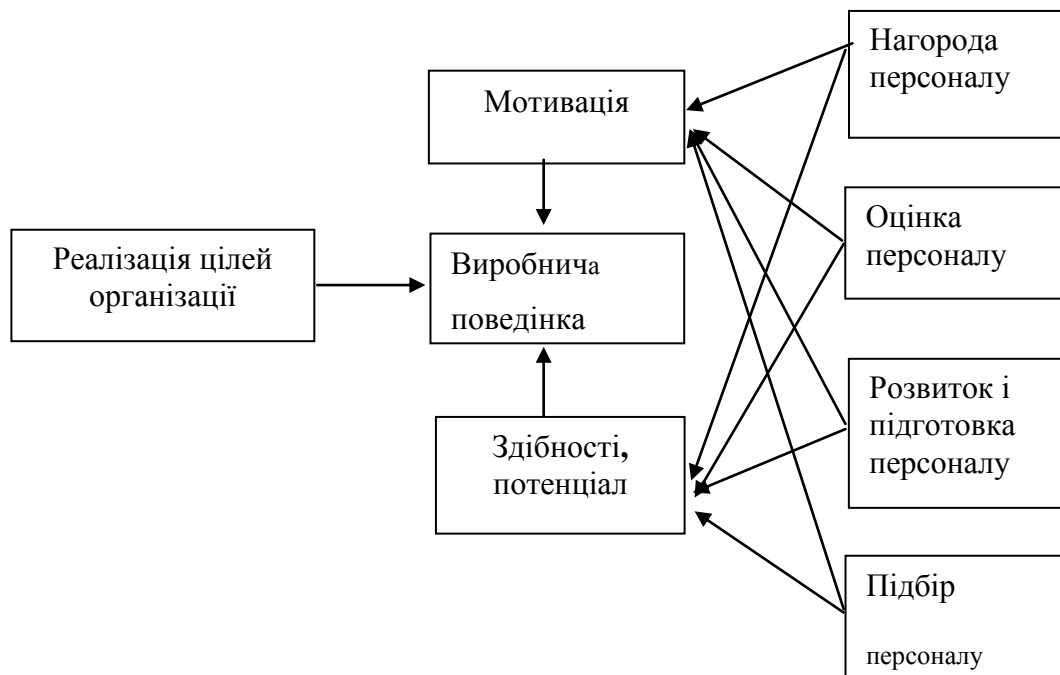 Нагорода
персоналу
Мотивація
Оцінка
персоналу
Реалізація цілей
організації
Виробнича
поведінка
Розвиток і
підготовка
персоналу
Здібності,
потенціал
Підбір
персоналу